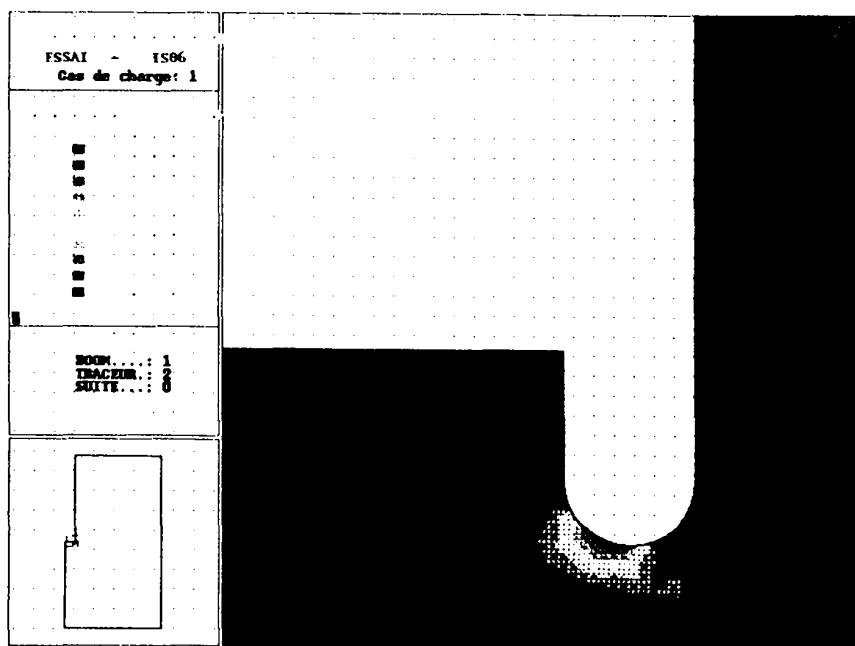 ESSAI - IS06
Cas de charge: 1
ZOOM....: 1
TRACEUR.: 2
SUITE...: 0